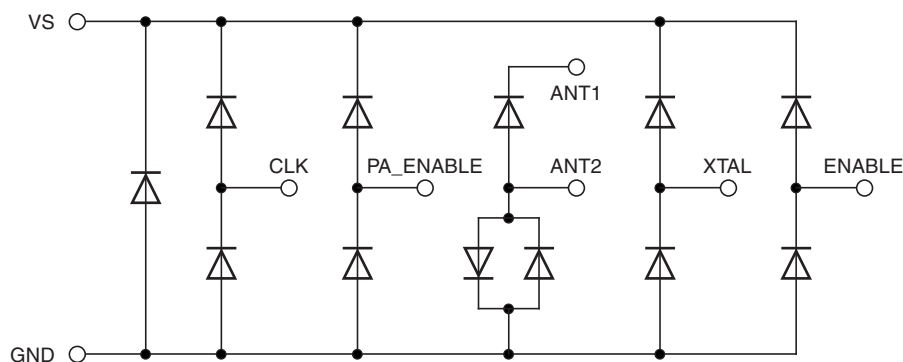 VS
ANT1
CLK
PA_ENABLE
ANT2
XTAL
ENABLE
GND